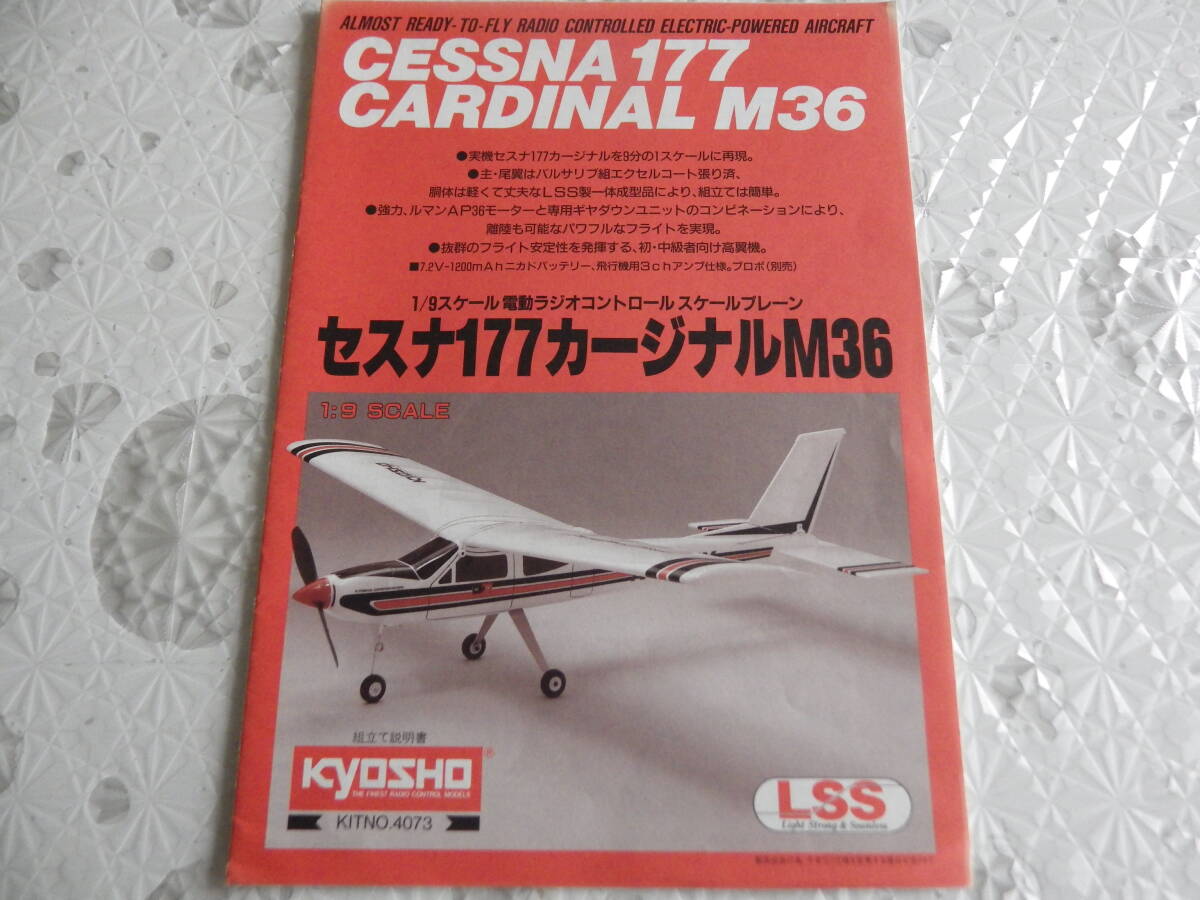 ALMOST READY-TO-FLY RADIO CONTROLLED ELECTRIC-POWERED AIRCRAFT
CESSNA 177
CARDINAL M36
●実機セスナ177カージナルを9分の1スケールに再現。
●主・尾翼はバルサリブ組エクセルコート張り済、
胴体は軽くて丈夫なLSS製一体成型品により、組立ては簡単。
●強力、ルマンAP36モーターと専用ギヤダウンユニットのコンビネーションにより、
離陸も可能なパワフルなフライトを実現。
●抜群のフライト安定性を発揮する、初・中級者向け高翼機。
■7.2V-1200mAhニカドバッテリー、飛行機用3chアンプ仕様。プロポ(別売)
1/9スケール 電動ラジオコントロール スケールプレーン
セスナ177カージナルM36
1:9 SCALE
KYOSHO
組立て説明書
KYOSHO®
THE FINEST RADIO CONTROL MODELS
KITNO.4073
LSS
Light Strong & Soundless